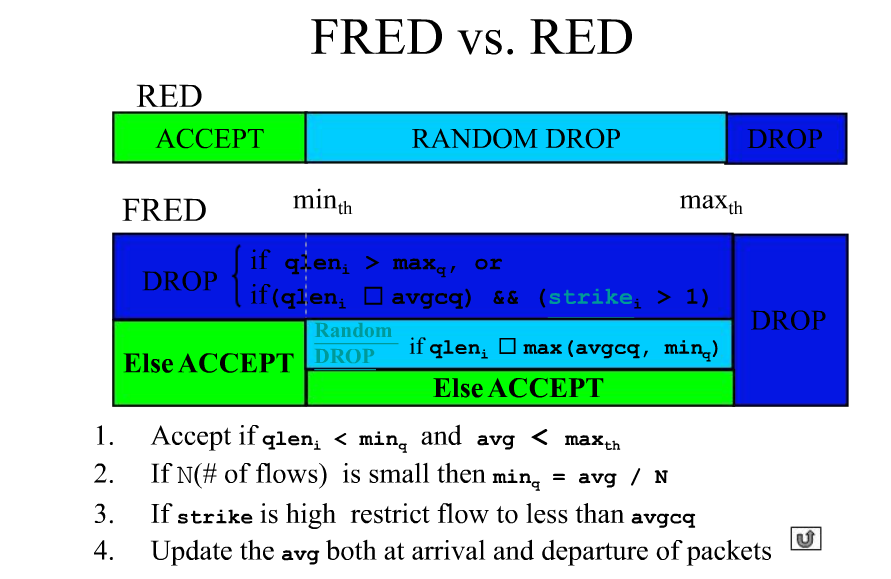 FRED vs. RED
RED
ACCEPT RANDOM DROP DROP
min_th max_th
FRED
DROP { if qlen_i > max_q, or
if(qlen_i □ avgcq) && (strike_i > 1)
DROP
Random
DROP if qlen_i □ max(avgcq, min_q)
Else ACCEPT
Else ACCEPT
1. Accept if qlen_i < min_q and avg < max_th
2. If N(# of flows) is small then min_q = avg / N
3. If strike is high restrict flow to less than avgcq
4. Update the avg both at arrival and departure of packets